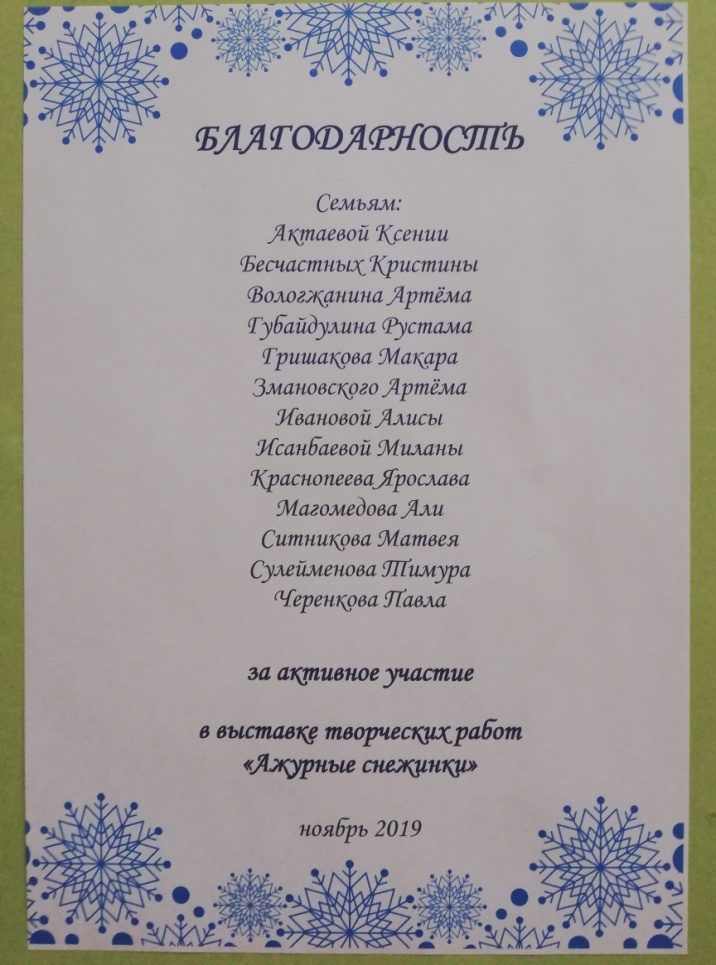 БЛАГОДАРНОСТЬ
Семьям:
Актаевой Ксении
Бесчастных Кристины
Вологжанина Артёма
Губайдулина Рустама
Гришакова Макара
Змановского Артёма
Ивановой Алисы
Исанбаевой Миланы
Краснопеева Ярослава
Магомедова Али
Ситникова Матвея
Сулейменова Тимура
Черенкова Павла
за активное участие
в выставке творческих работ
«Ажурные снежинки»
ноябрь 2019